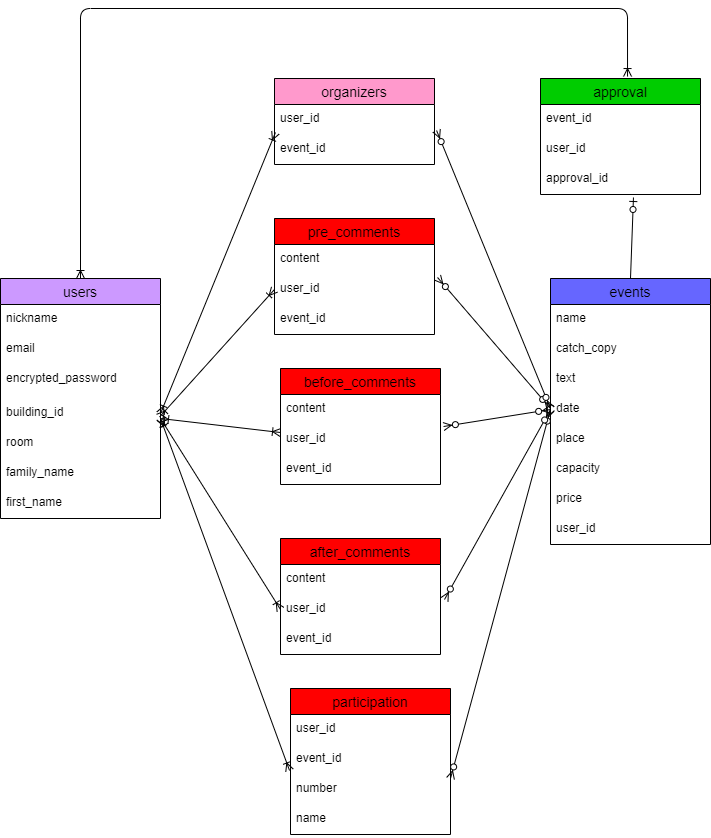 organizers
user_id
event_id
approval
event_id
user_id
approval_id
pre_comments
content
user_id
event_id
users
nickname
email
encrypted_password
building_id
room
family_name
first_name
events
name
catch_copy
text
date
place
capacity
price
user_id
before_comments
content
user_id
event_id
after_comments
content
user_id
event_id
participation
user_id
event_id
number
name